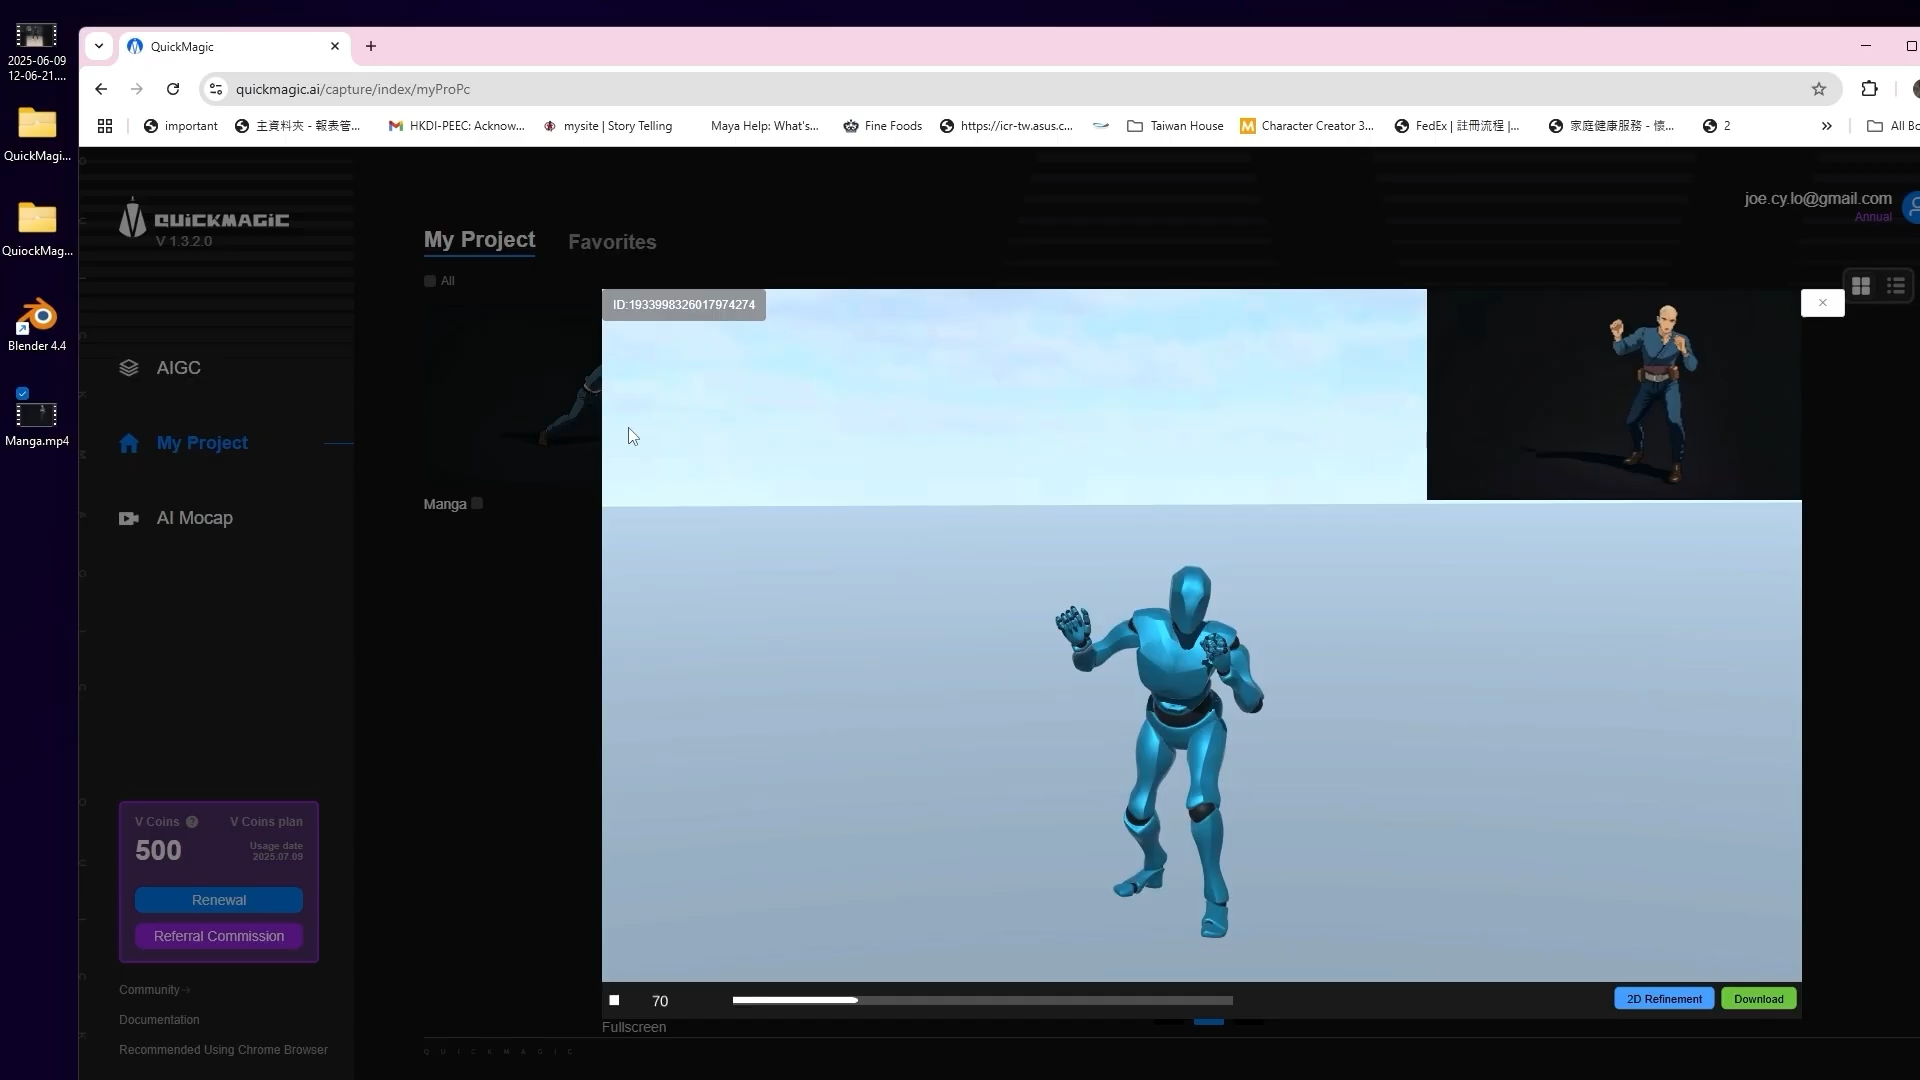 2025-06-09
12-06-21....
QuickMagi...
QuiockMag...
Blender 4.4
Manga.mp4
QuickMagic
quickmagic.ai/capture/index/myProPc
important
主資料夾 - 報表管...
HKDI-PEEC: Acknow...
mysite | Story Telling
Maya Help: What's...
Fine Foods
https://icr-tw.asus.c...
Taiwan House
Character Creator 3...
FedEx | 註冊流程 |...
家庭健康服務 - 懷...
2
»
All Bo
QUICKMAGIC
V 1.3.2.0
AIGC
My Project
AI Mocap
V Coins
V Coins plan
500
Usage date
2025.07.09
Renewal
Referral Commission
Community→
Documentation
Recommended Using Chrome Browser
My Project
Favorites
All
joe.cy.lo@gmail.com
Annual
ID:1933998326017974274
Manga
70
2D Refinement
Download
Fullscreen
Q U I C K M A G I C